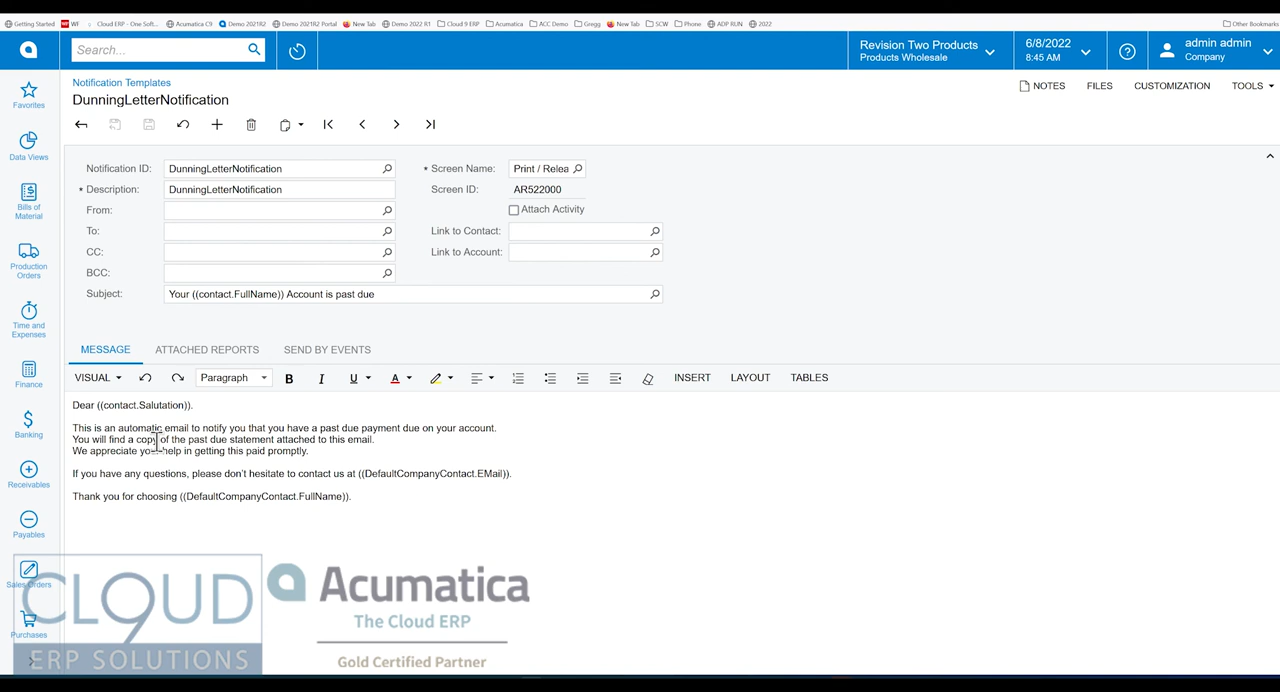 Getting Started WF Cloud ERP - One Soft... Acumatica C9 Demo 2021R2 Demo 2021R2 Portal New Tab Demo 2022 R1 Cloud 9 ERP Acumatica ACC Demo Gregg New Tab SCW Phone ADP RUN 2022 Other Bookmarks
Search...
Revision Two Products
Products Wholesale
6/8/2022
8:45 AM
admin admin
Company
Favorites
Data Views
Bills of
Material
Production
Orders
Time and
Expenses
Finance
Banking
Receivables
Payables
Sales Orders
Purchases
Notification Templates
DunningLetterNotification
NOTES FILES CUSTOMIZATION TOOLS
Notification ID: DunningLetterNotification
* Description: DunningLetterNotification
From:
To:
CC:
BCC:
Subject: Your ((contact.FullName)) Account is past due
* Screen Name: Print / Relea
Screen ID: AR522000
Attach Activity
Link to Contact:
Link to Account:
MESSAGE ATTACHED REPORTS SEND BY EVENTS
VISUAL Paragraph B I U A INSERT LAYOUT TABLES
Dear ((contact.Salutation)).
This is an automatic email to notify you that you have a past due payment due on your account.
You will find a copy of the past due statement attached to this email.
We appreciate your help in getting this paid promptly.
If you have any questions, please don't hesitate to contact us at ((DefaultCompanyContact.EMail)).
Thank you for choosing ((DefaultCompanyContact.FullName)).
CLOUD
9
ERP SOLUTIONS
Acumatica
The Cloud ERP
Gold Certified Partner